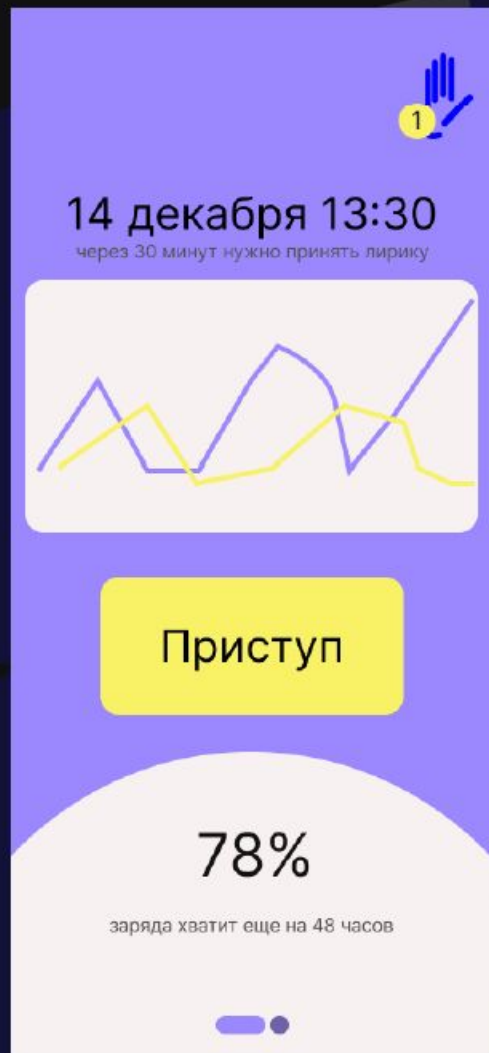 1
14 декабря 13:30
через 30 минут нужно принять лирику
Приступ
78%
заряда хватит еще на 48 часов